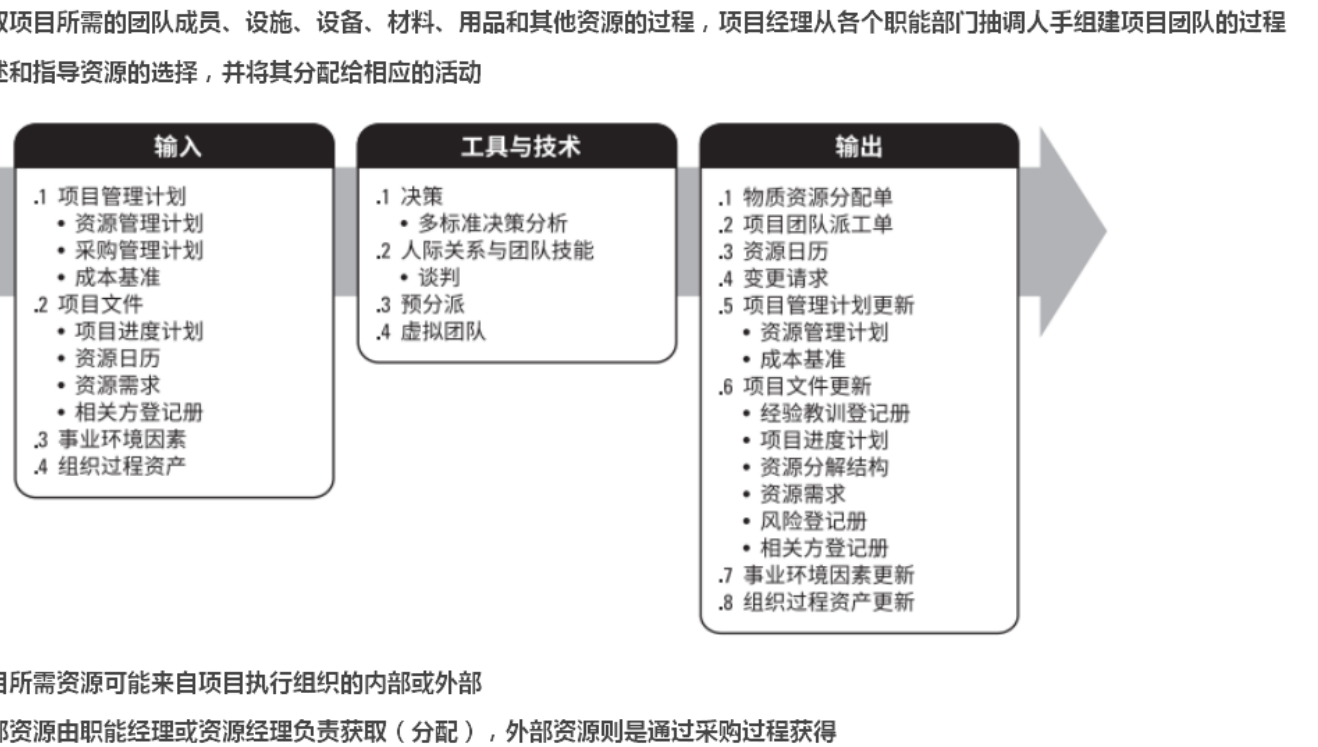 项目所需的团队成员、设施、设备、材料、用品和其他资源的过程，项目经理从各个职能部门抽调人手组建项目团队的过程
和指导资源的选择，并将其分配给相应的活动
输入
.1 项目管理计划
• 资源管理计划
• 采购管理计划
• 成本基准
.2 项目文件
• 项目进度计划
• 资源日历
• 资源需求
• 相关方登记册
.3 事业环境因素
.4 组织过程资产
工具与技术
.1 决策
• 多标准决策分析
.2 人际关系与团队技能
• 谈判
.3 预分派
.4 虚拟团队
输出
.1 物质资源分配单
.2 项目团队派工单
.3 资源日历
.4 变更请求
.5 项目管理计划更新
• 资源管理计划
• 成本基准
.6 项目文件更新
• 经验教训登记册
• 项目进度计划
• 资源分解结构
• 资源需求
• 风险登记册
• 相关方登记册
.7 事业环境因素更新
.8 组织过程资产更新
所需资源可能来自项目执行组织的内部或外部
资源由职能经理或资源经理负责获取（分配），外部资源则是通过采购过程获得